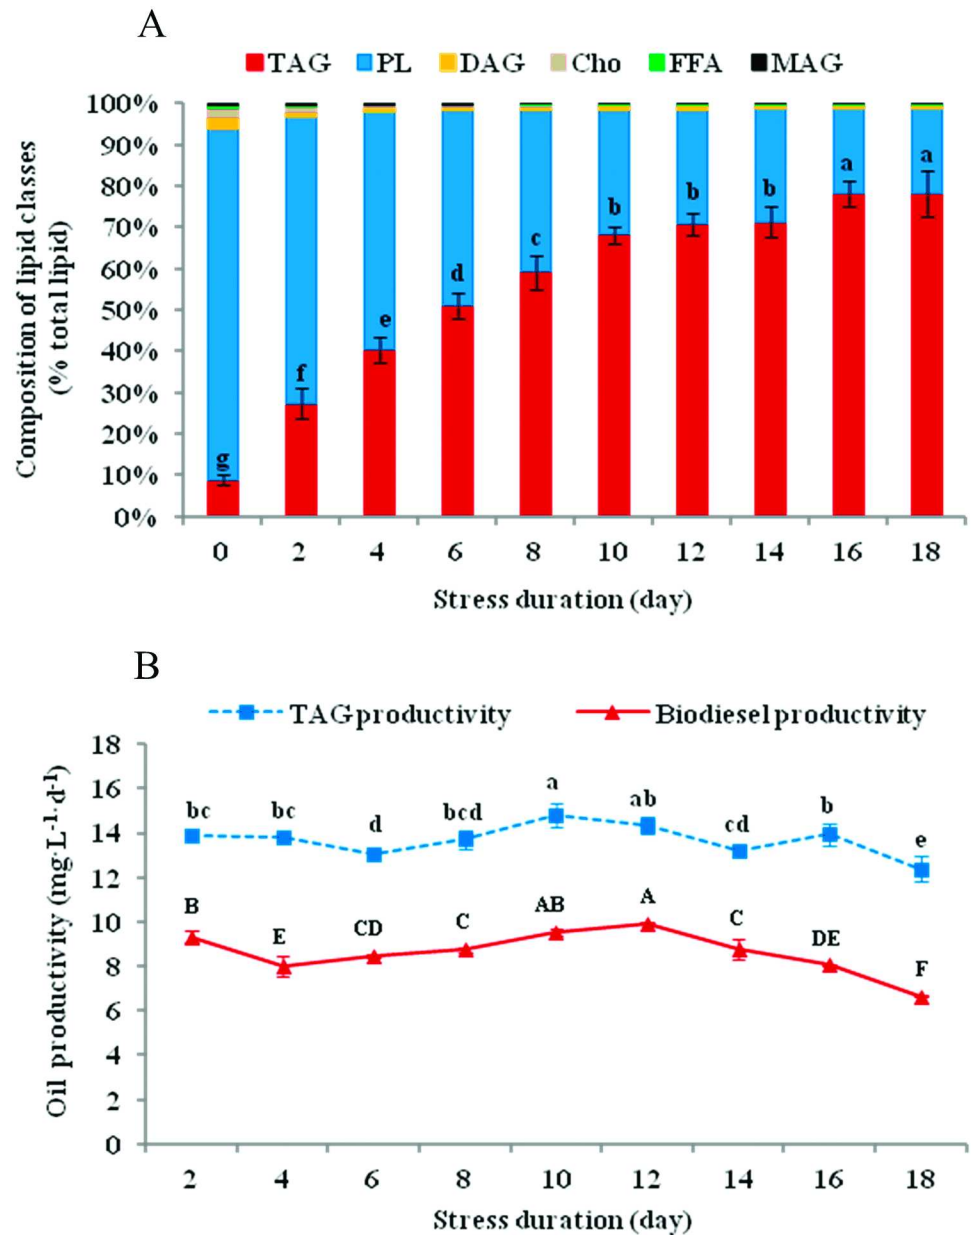 A
TAG PL DAG Cho FFA MAG
Composition of lipid classes
(% total lipid)
100%
90%
80%
70%
60%
50%
40%
30%
20%
10%
0%
g f e d c b b b a a
0 2 4 6 8 10 12 14 16 18
Stress duration (day)
B
TAG productivity Biodiesel productivity
Oil productivity (mg·L-1·d-1)
18
16
14
12
10
8
6
4
2
0
bc bc d bcd a ab cd b e
B E CD C AB A C DE F
2 4 6 8 10 12 14 16 18
Stress duration (day)